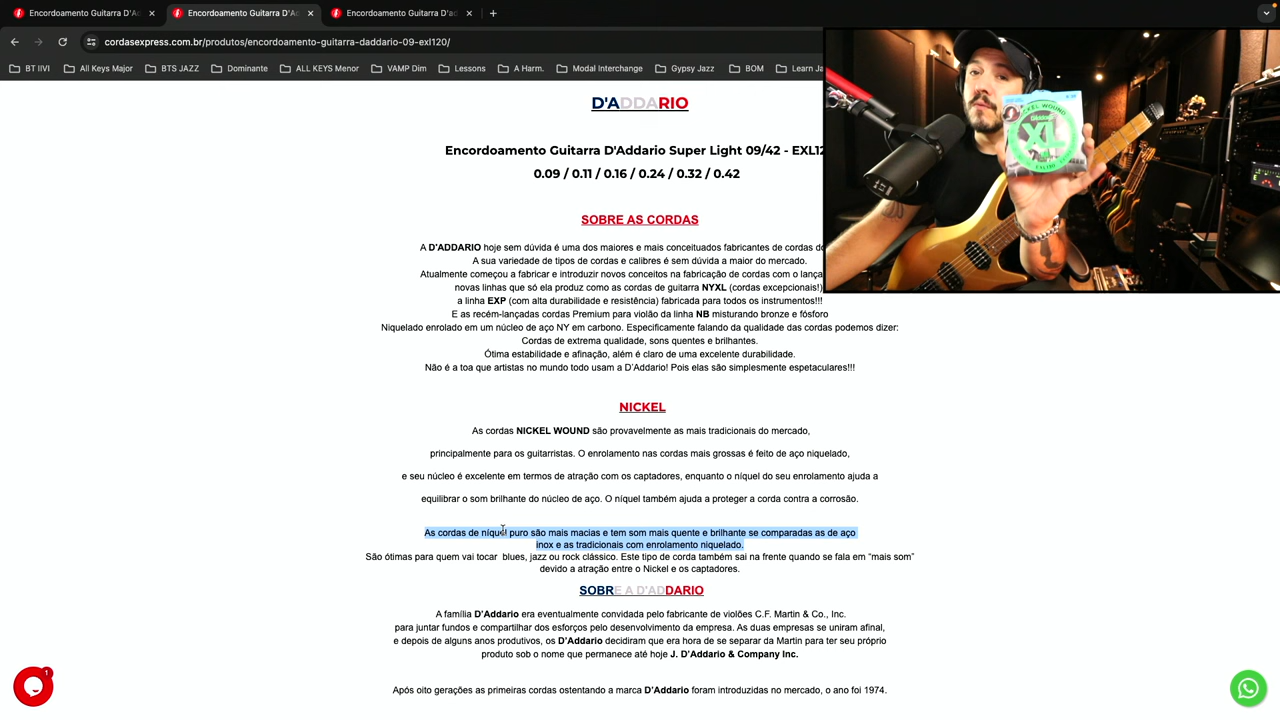 Encordoamento Guitarra D'Ad
Encordoamento Guitarra D'Ad
Encordoamento Guitarra D'ad
cordasexpress.com.br/produtos/encordoamento-guitarra-daddario-09-exl120/
BT IIVI
All Keys Major
BTS JAZZ
Dominante
ALL KEYS Menor
VAMP Dim
Lessons
A Harm.
Modal Interchange
Gypsy Jazz
BOM
Learn Ja
D'ADDARIO
Encordoamento Guitarra D'Addario Super Light 09/42 - EXL12
0.09 / 0.11 / 0.16 / 0.24 / 0.32 / 0.42
SOBRE AS CORDAS
A D'ADDARIO hoje sem dúvida é uma dos maiores e mais conceituados fabricantes de cordas do
A sua variedade de tipos de cordas e calibres é sem dúvida a maior do mercado.
Atualmente começou a fabricar e introduzir novos conceitos na fabricação de cordas com o lança
novas linhas que só ela produz como as cordas de guitarra NYXL (cordas excepcionais!)
a linha EXP (com alta durabilidade e resistência) fabricada para todos os instrumentos!!!
E as recém-lançadas cordas Premium para violão da linha NB misturando bronze e fósforo
Niquelado enrolado em um núcleo de aço NY em carbono. Especificamente falando da qualidade das cordas podemos dizer:
Cordas de extrema qualidade, sons quentes e brilhantes.
Ótima estabilidade e afinação, além é claro de uma excelente durabilidade.
Não é a toa que artistas no mundo todo usam a D'Addario! Pois elas são simplesmente espetaculares!!!
NICKEL
As cordas NICKEL WOUND são provavelmente as mais tradicionais do mercado,
principalmente para os guitarristas. O enrolamento nas cordas mais grossas é feito de aço niquelado,
e seu núcleo é excelente em termos de atração com os captadores, enquanto o níquel do seu enrolamento ajuda a
equilibrar o som brilhante do núcleo de aço. O níquel também ajuda a proteger a corda contra a corrosão.
As cordas de níquel puro são mais macias e tem som mais quente e brilhante se comparadas as de aço
inox e as tradicionais com enrolamento niquelado.
São ótimas para quem vai tocar  blues, jazz ou rock clássico. Este tipo de corda também sai na frente quando se fala em “mais som”
devido a atração entre o Nickel e os captadores.
SOBRE A D'ADDARIO
A família D'Addario era eventualmente convidada pelo fabricante de violões C.F. Martin & Co., Inc.
para juntar fundos e compartilhar dos esforços pelo desenvolvimento da empresa. As duas empresas se uniram afinal,
e depois de alguns anos produtivos, os D'Addario decidiram que era hora de se separar da Martin para ter seu próprio
produto sob o nome que permanece até hoje J. D'Addario & Company Inc.
Após oito gerações as primeiras cordas ostentando a marca D'Addario foram introduzidas no mercado, o ano foi 1974.
1
NICKEL WOUND
D'Addario
XL